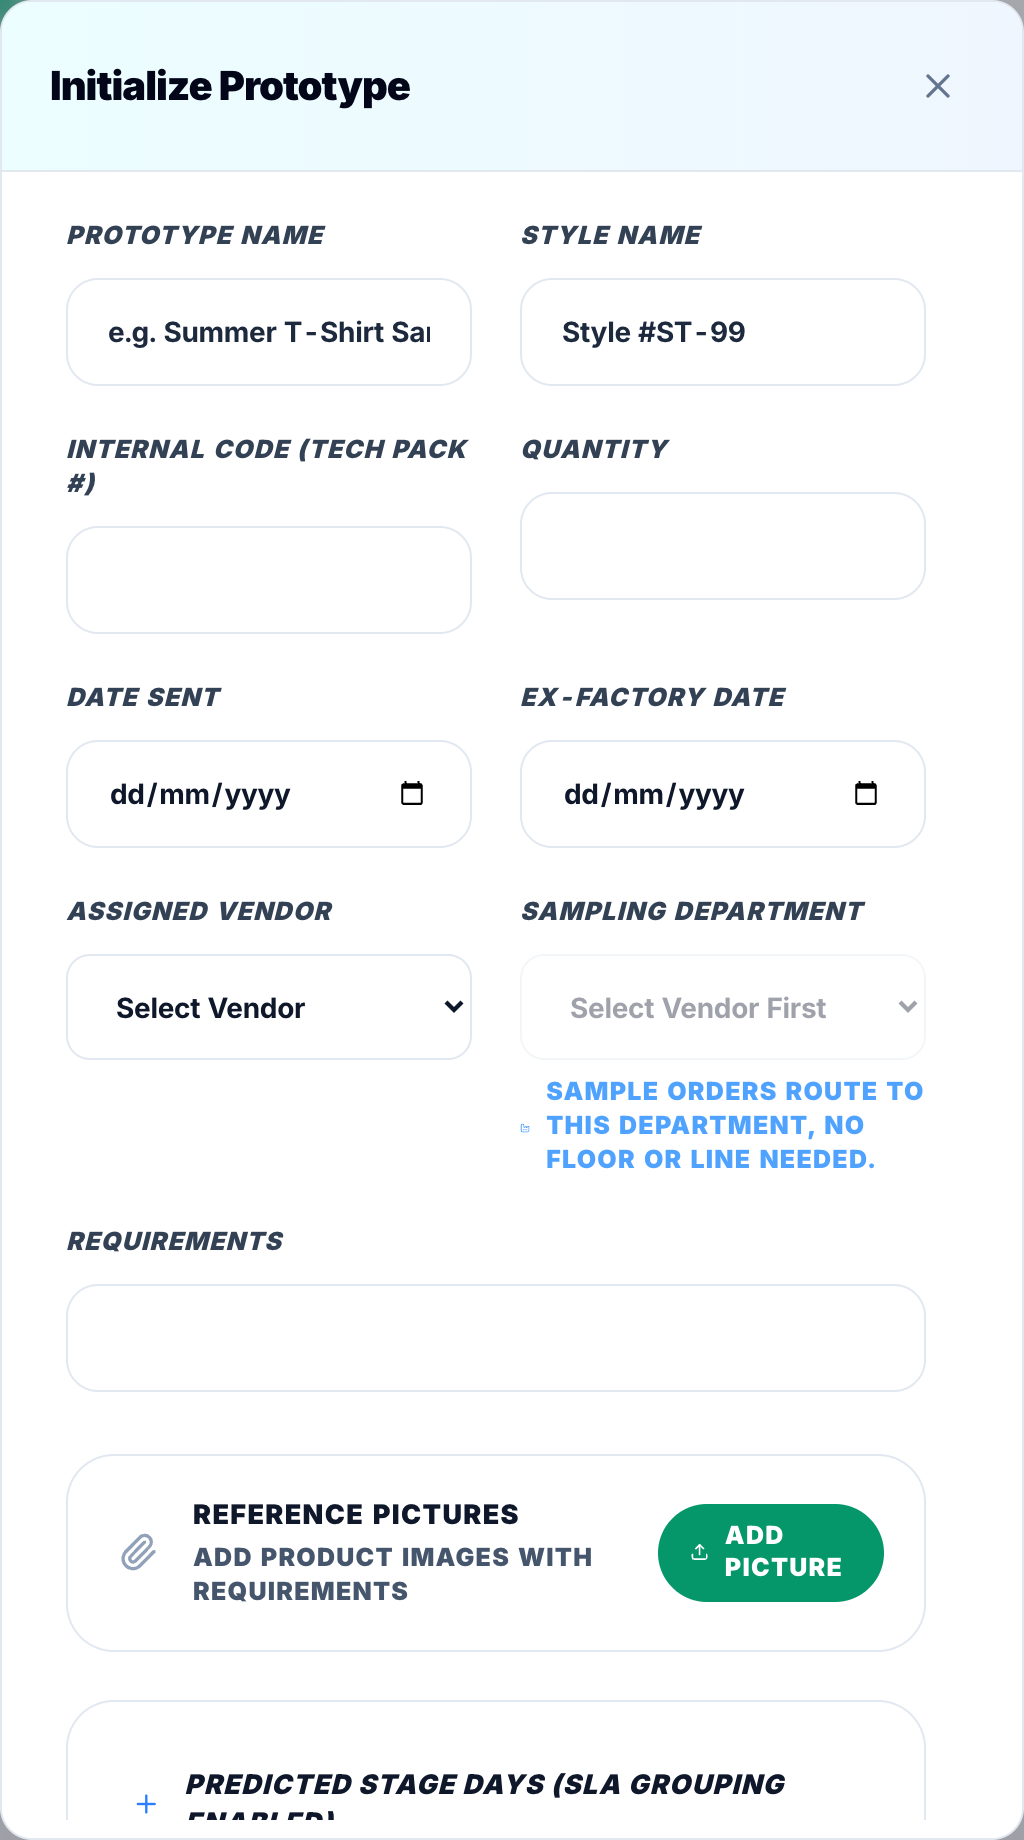 Initialize Prototype
PROTOTYPE NAME
STYLE NAME
e.g. Summer T-Shirt
Style #ST-99
INTERNAL CODE (TECH PACK
#)
QUANTITY
DATE SENT
EX-FACTORY DATE
dd/mm/yyyy
dd/mm/yyyy
ASSIGNED VENDOR
SAMPLING DEPARTMENT
Select Vendor
Select Vendor First
SAMPLE ORDERS ROUTE TO
THIS DEPARTMENT, NO
FLOOR OR LINE NEEDED.
REQUIREMENTS
REFERENCE PICTURES
ADD PRODUCT IMAGES WITH
REQUIREMENTS
ADD
PICTURE
PREDICTED STAGE DAYS (SLA GROUPING
ENABLED)